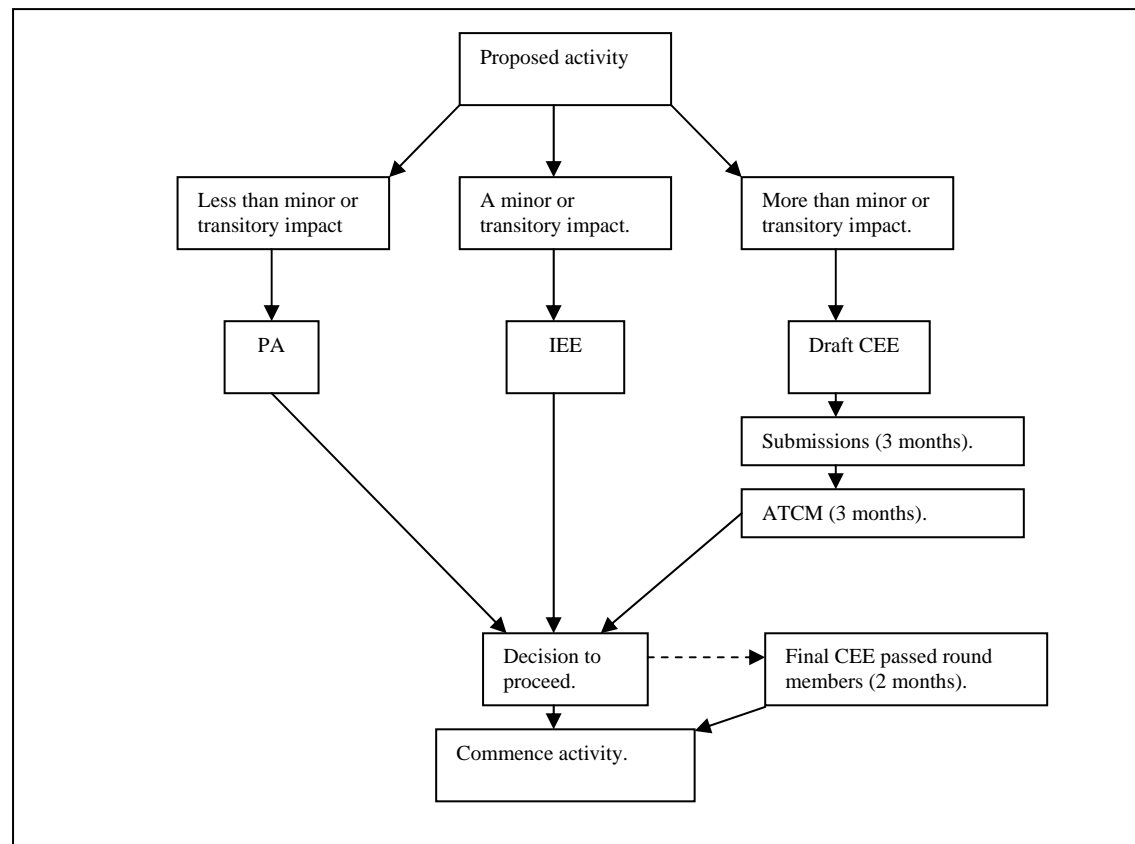 Proposed activity
Less than minor or
transitory impact
A minor or
transitory impact.
More than minor or
transitory impact.
PA
IEE
Draft CEE
Submissions (3 months).
ATCM (3 months).
Decision to
proceed.
Final CEE passed round
members (2 months).
Commence activity.